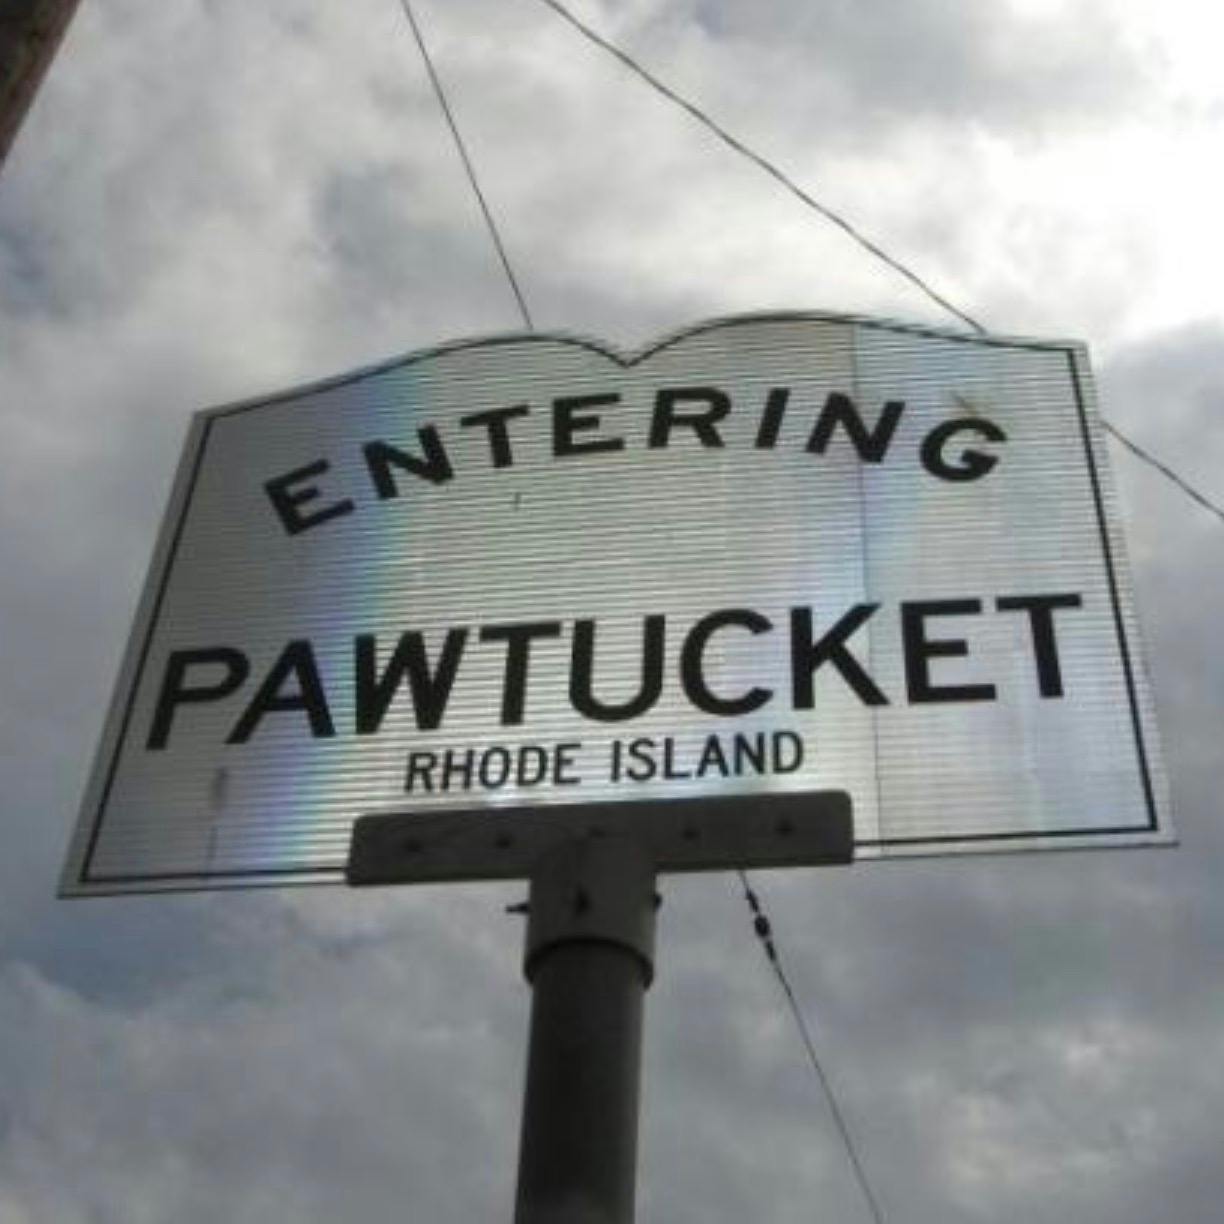 ENTERING
PAWTUCKET
RHODE ISLAND